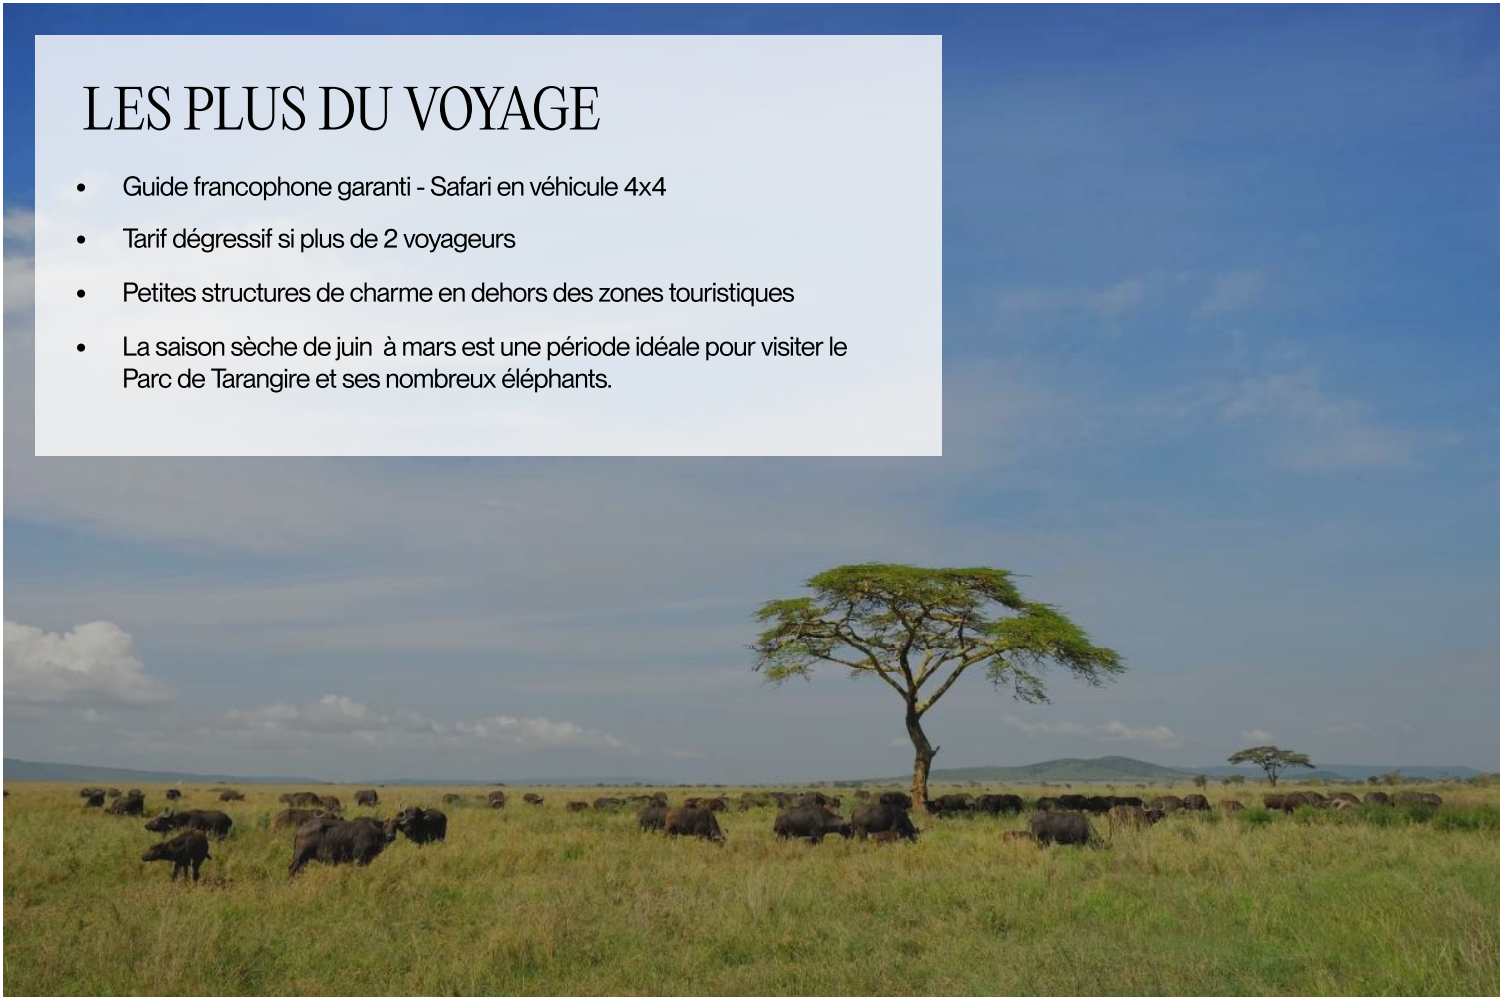 LES PLUS DU VOYAGE
• Guide francophone garanti - Safari en véhicule 4x4
• Tarif dégressif si plus de 2 voyageurs
• Petites structures de charme en dehors des zones touristiques
• La saison sèche de juin  à mars est une période idéale pour visiter le
Parc de Tarangire et ses nombreux éléphants.